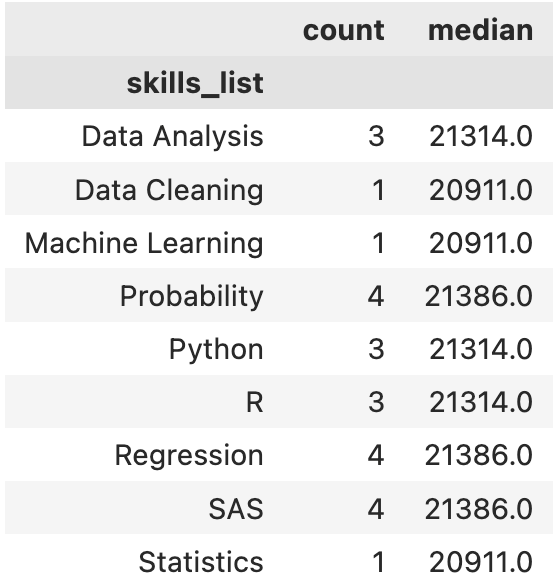 count median
skills_list
Data Analysis 3 21314.0
Data Cleaning 1 20911.0
Machine Learning 1 20911.0
Probability 4 21386.0
Python 3 21314.0
R 3 21314.0
Regression 4 21386.0
SAS 4 21386.0
Statistics 1 20911.0